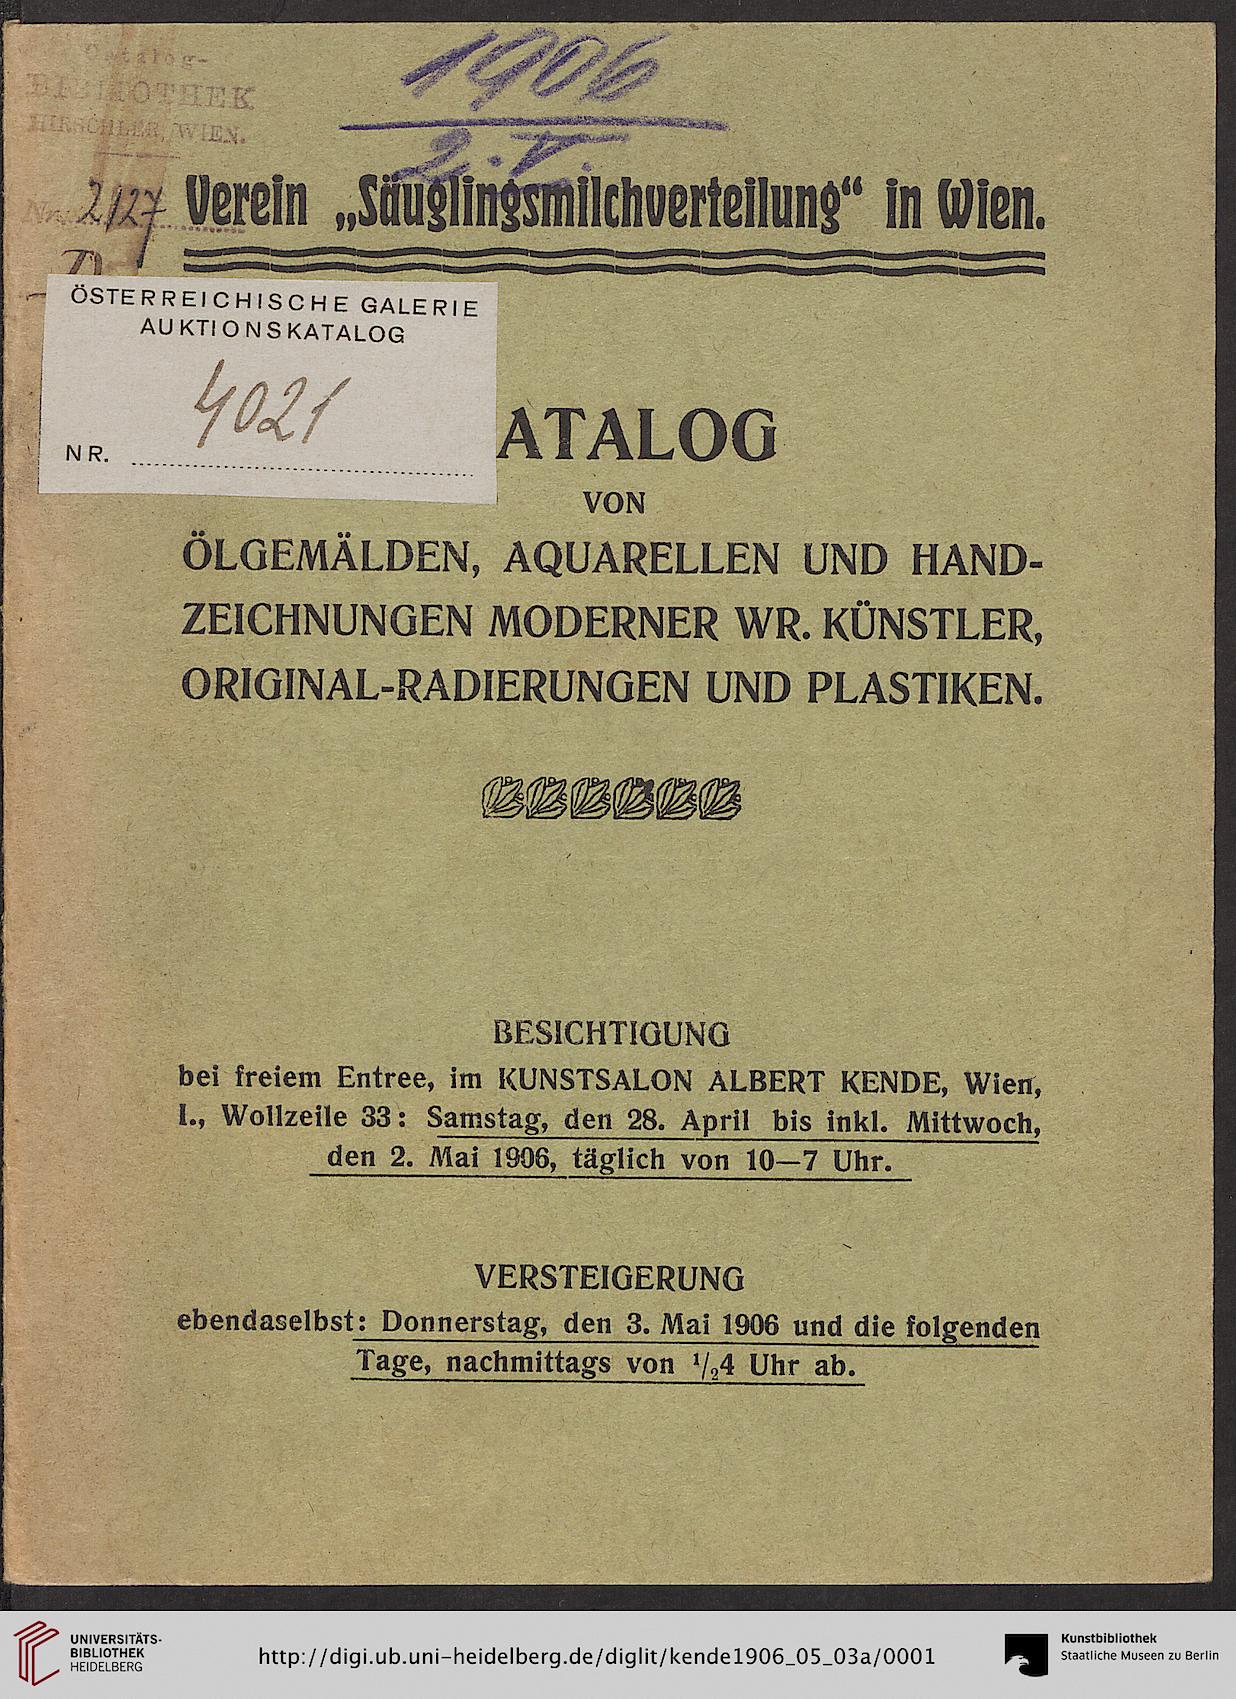 1906
2. V.
Catalog-
BIBLIOTHEK
HIRSCHLER, WIEN.
No. 2127
Verein „Säuglingsmilchverteilung“ in Wien.
ÖSTERREICHISCHE GALERIE
AUKTIONSKATALOG
4021
NR.
ATALOG
VON
ÖLGEMÄLDEN, AQUARELLEN UND HAND-
ZEICHNUNGEN MODERNER WR. KÜNSTLER,
ORIGINAL-RADIERUNGEN UND PLASTIKEN.
BESICHTIGUNG
bei freiem Entree, im KUNSTSALON ALBERT KENDE, Wien,
I., Wollzeile 33: Samstag, den 28. April bis inkl. Mittwoch,
den 2. Mai 1906, täglich von 10—7 Uhr.
VERSTEIGERUNG
ebendaselbst: Donnerstag, den 3. Mai 1906 und die folgenden
Tage, nachmittags von ¹/₂4 Uhr ab.
UNIVERSITÄTS-
BIBLIOTHEK
HEIDELBERG
http://digi.ub.uni-heidelberg.de/diglit/kende1906_05_03a/0001
Kunstbibliothek
Staatliche Museen zu Berlin